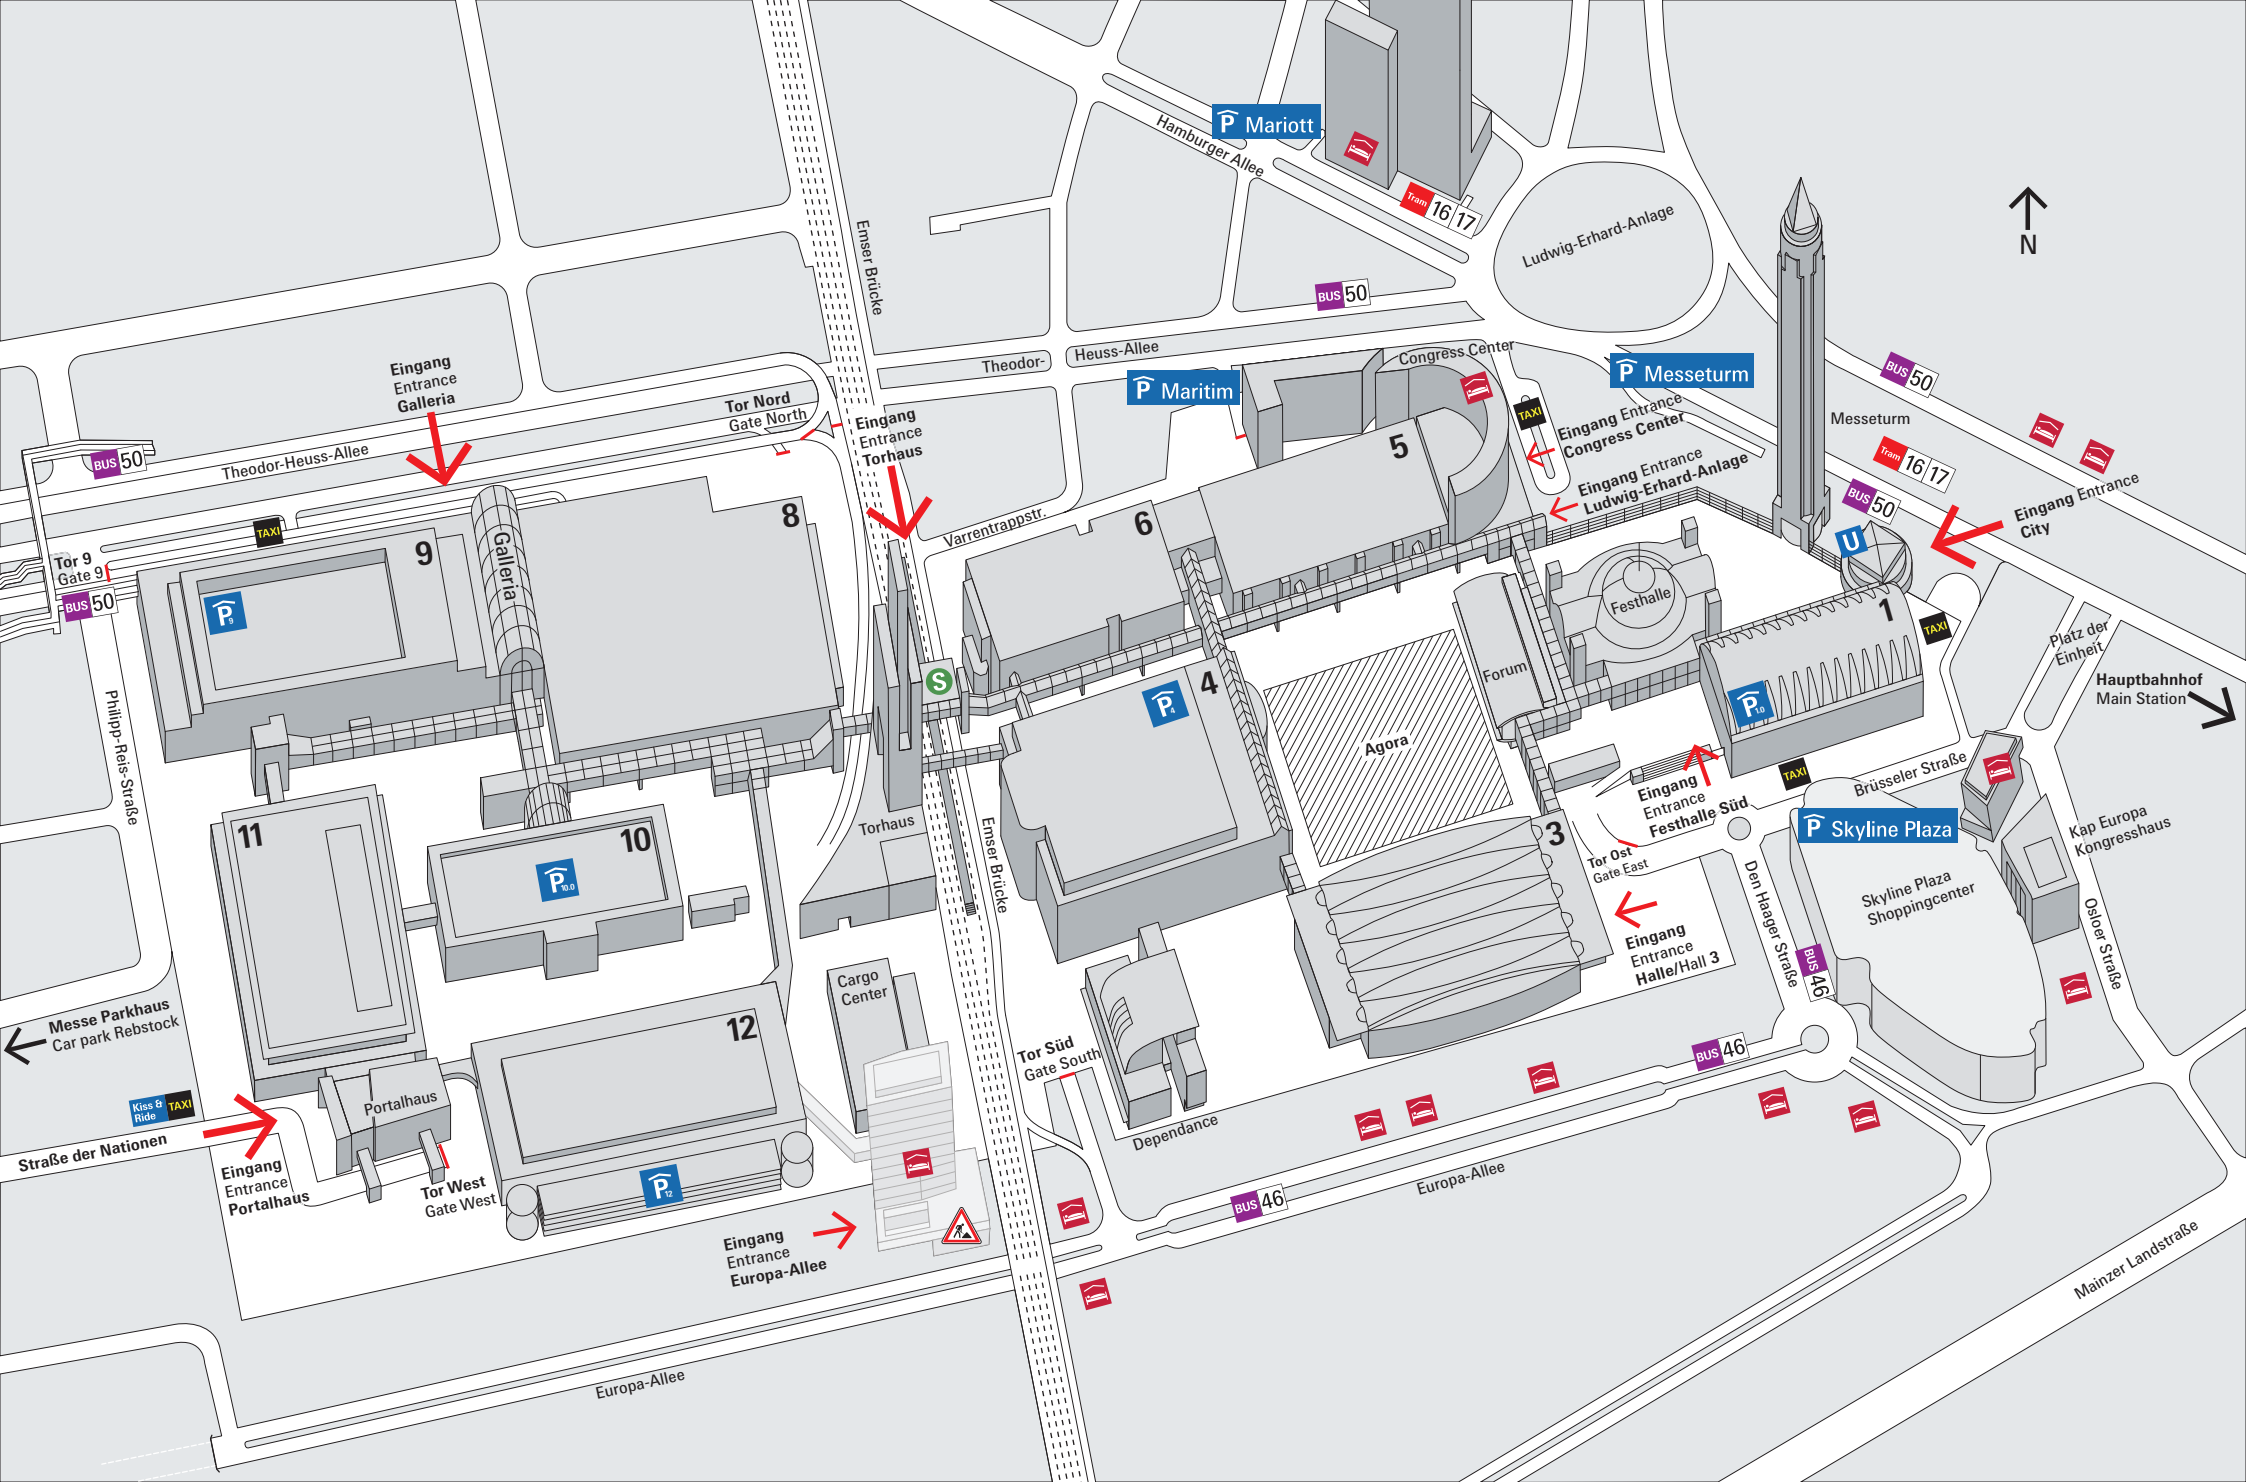 P Mariott
Hamburger Allee
Tram 16 17
Ludwig-Erhard-Anlage
N
Emser Brücke
BUS 50
Theodor-
Heuss-Allee
Congress Center
P Messeturm
BUS 50
Eingang
Entrance
Galleria
P Maritim
TAXI
Eingang Entrance
Congress Center
Messeturm
Tor Nord
Gate North
Eingang
Entrance
Torhaus
5
Tram 16 17
Theodor-Heuss-Allee
BUS 50
Eingang Entrance
Ludwig-Erhard-Anlage
BUS 50
Eingang Entrance
City
8
6
Varrentrappstr.
TAXI
9
Galleria
U
Tor 9
Gate 9
BUS 50
P 9
Festhalle
1
TAXI
Platz der
Einheit
Forum
S
4
P 4
P 1.0
Hauptbahnhof
Main Station
Philipp-Reis-Straße
Agora
Eingang
Entrance
Festhalle Süd
TAXI
Brüsseler Straße
Torhaus
11
10
P 10.0
Emser Brücke
3
P Skyline Plaza
Kap Europa
Kongresshaus
Tor Ost
Gate East
Den Haager Straße
Skyline Plaza
Shoppingcenter
Osloer Straße
Eingang
Entrance
Halle/Hall 3
BUS 46
Cargo
Center
Messe Parkhaus
Car park Rebstock
12
Tor Süd
Gate South
BUS 46
Kiss &
Ride
TAXI
Portalhaus
Straße der Nationen
Dependance
Eingang
Entrance
Portalhaus
Tor West
Gate West
P 12
BUS 46
Europa-Allee
Eingang
Entrance
Europa-Allee
Mainzer Landstraße
Europa-Allee